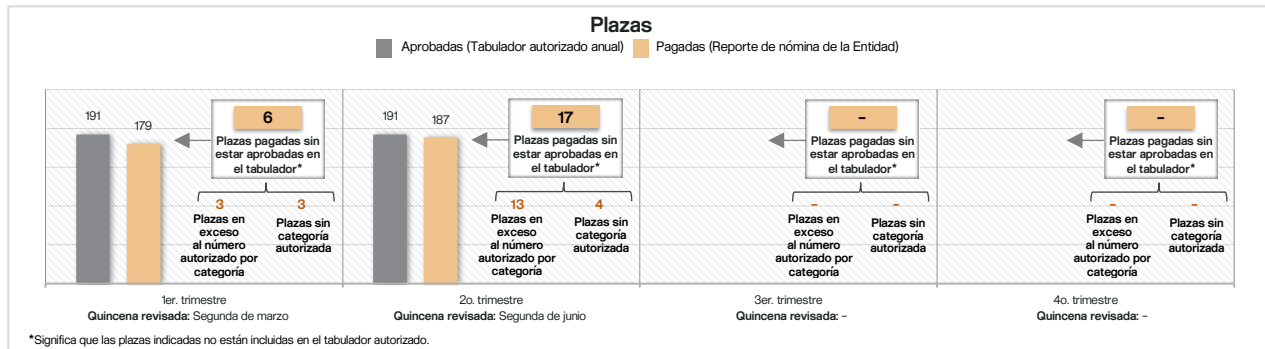 Plazas
Aprobadas (Tabulador autorizado anual)
Pagadas (Reporte de nómina de la Entidad)
191
179
6
Plazas pagadas sin
estar aprobadas en
el tabulador*
3
Plazas en
exceso
al número
autorizado por
categoría
3
Plazas sin
categoría
autorizada
1er. trimestre
Quincena revisada: Segunda de marzo
191
187
17
Plazas pagadas sin
estar aprobadas en
el tabulador*
13
Plazas en
exceso
al número
autorizado por
categoría
4
Plazas sin
categoría
autorizada
2o. trimestre
Quincena revisada: Segunda de junio
-
Plazas pagadas sin
estar aprobadas en
el tabulador*
-
Plazas en
exceso
al número
autorizado por
categoría
-
Plazas sin
categoría
autorizada
3er. trimestre
Quincena revisada: -
-
Plazas pagadas sin
estar aprobadas en
el tabulador*
-
Plazas en
exceso
al número
autorizado por
categoría
-
Plazas sin
categoría
autorizada
4o. trimestre
Quincena revisada: -
*Significa que las plazas indicadas no están incluidas en el tabulador autorizado.